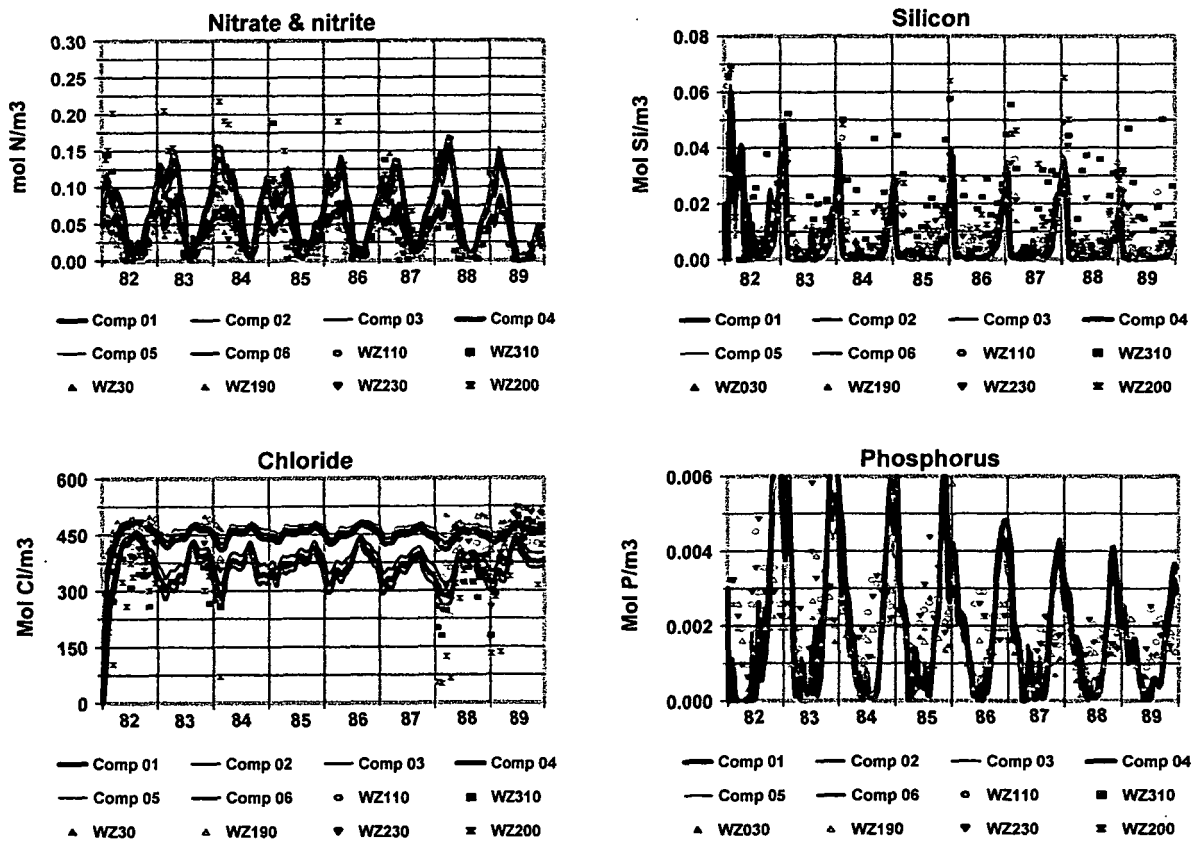 Nitrate & nitrite
mol N/m3
0.30
0.25
0.20
0.15
0.10
0.05
0.00
82 83 84 85 86 87 88 89
Comp 01 Comp 02 Comp 03 Comp 04
Comp 05 Comp 06 WZ110 WZ310
WZ30 WZ190 WZ230 WZ200
Silicon
Mol Si/m3
0.08
0.06
0.04
0.02
0.00
82 83 84 85 86 87 88 89
Comp 01 Comp 02 Comp 03 Comp 04
Comp 05 Comp 06 WZ110 WZ310
WZ030 WZ190 WZ230 WZ200
Chloride
Mol Cl/m3
600
450
300
150
0
82 83 84 85 86 87 88 89
Comp 01 Comp 02 Comp 03 Comp 04
Comp 05 Comp 06 WZ110 WZ310
WZ30 WZ190 WZ230 WZ200
Phosphorus
Mol P/m3
0.006
0.004
0.002
0.000
82 83 84 85 86 87 88 89
Comp 01 Comp 02 Comp 03 Comp 04
Comp 05 Comp 06 WZ110 WZ310
WZ030 WZ190 WZ230 WZ200